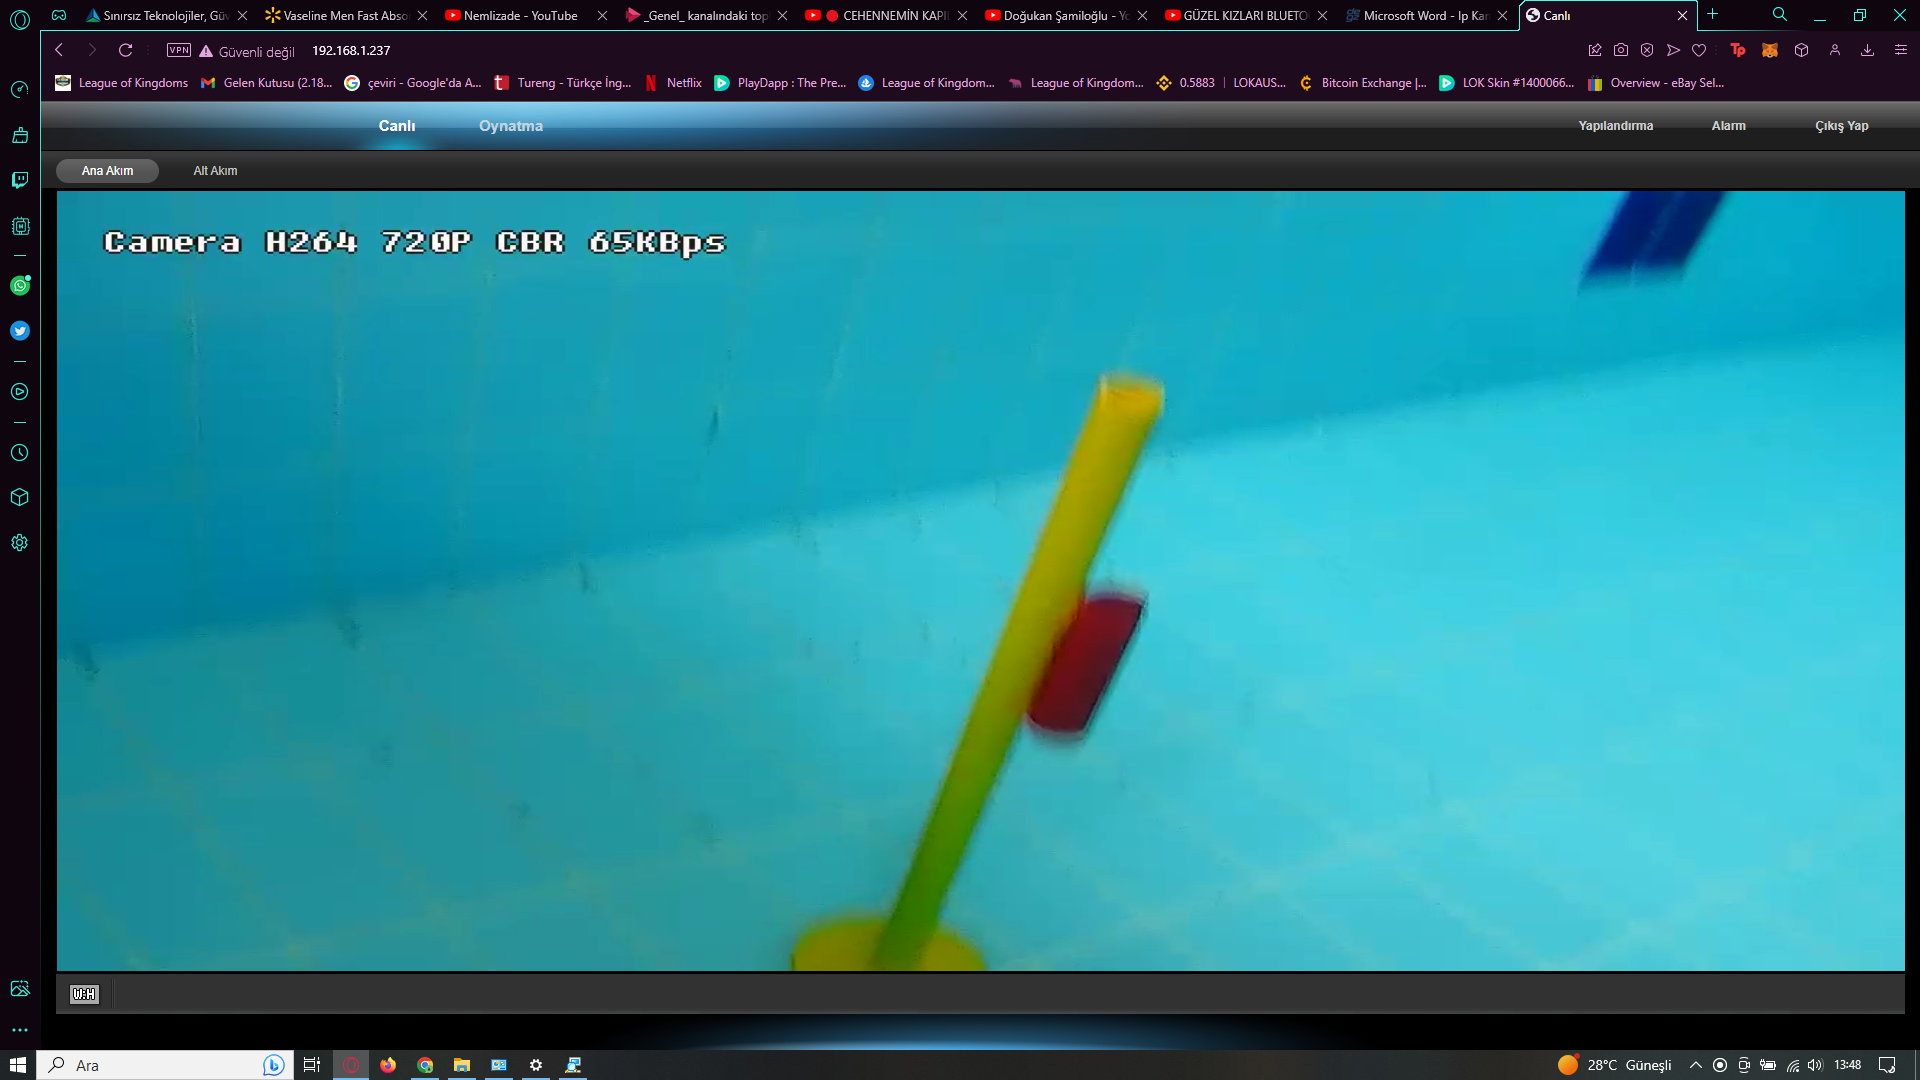 Sınırsız Teknolojiler, Güv
Vaseline Men Fast Abso
Nemlizade - YouTube
_Genel_ kanalındaki top
CEHENNEMİN KAPI
Doğukan Şamiloğlu - Yo
GÜZEL KIZLARI BLUETO
Microsoft Word - Ip Kam
Canlı
VPN
Güvenli değil
192.168.1.237
Tp
League of Kingdoms
Gelen Kutusu (2.18...
çeviri - Google'da A...
Tureng - Türkçe İng...
Netflix
PlayDapp : The Pre...
League of Kingdom...
League of Kingdom...
0.5883 | LOKAUS...
Bitcoin Exchange |...
LOK Skin #1400066...
Overview - eBay Sel...
Canlı
Oynatma
Yapılandırma
Alarm
Çıkış Yap
Ana Akım
Alt Akım
Camera H264 720P CBR 65KBps
W:H
Ara
28°C Güneşli
13:48